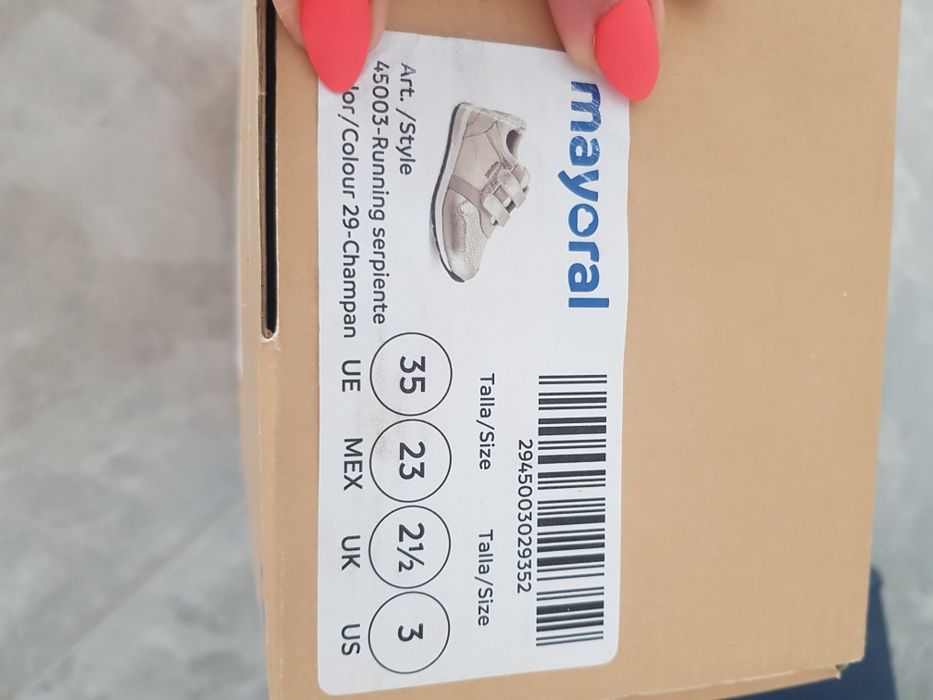 mayoral
Art./Style
45003-Running serpiente
lor/Colour 29-Champan
2945003029352
Talla/Size Talla/Size
35 23 2½ 3
UE MEX UK US